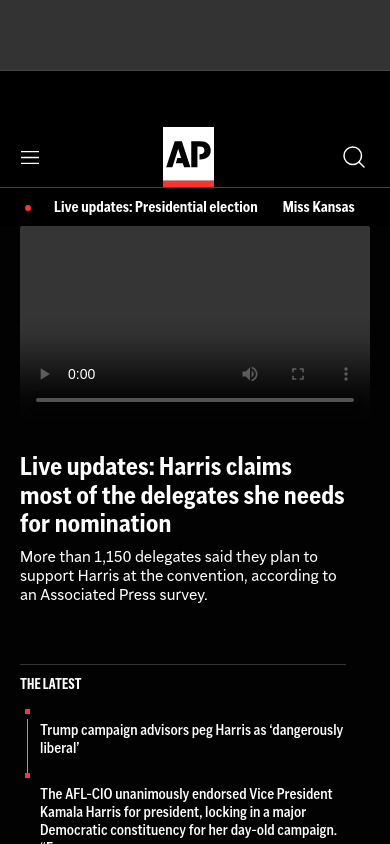 AP
Live updates: Presidential election
Miss Kansas
0:00
Live updates: Harris claims
most of the delegates she needs
for nomination
More than 1,150 delegates said they plan to
support Harris at the convention, according to
an Associated Press survey.
THE LATEST
Trump campaign advisors peg Harris as ‘dangerously
liberal’
The AFL-CIO unanimously endorsed Vice President
Kamala Harris for president, locking in a major
Democratic constituency for her day-old campaign.